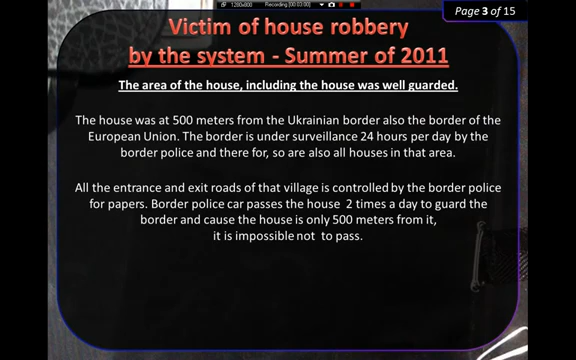 1280x800
Recording [00:03:00]
Page 3 of 15
Victim of house robbery
by the system - Summer of 2011
The area of the house, including the house was well guarded.
The house was at 500 meters from the Ukrainian border also the border of the
European Union. The border is under surveillance 24 hours per day by the
border police and there for, so are also all houses in that area.
All the entrance and exit roads of that village is controlled by the border police
for papers. Border police car passes the house 2 times a day to guard the
border and cause the house is only 500 meters from it,
it is impossible not to pass.